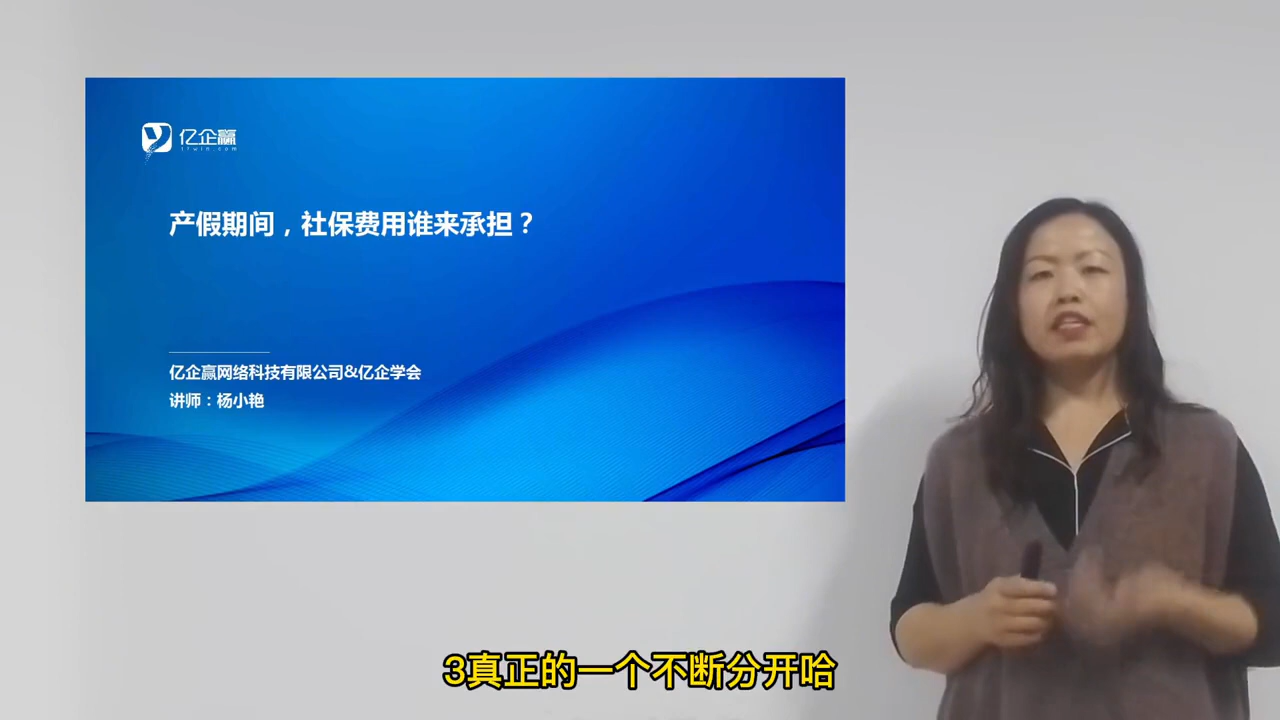 亿企赢
17win.com
产假期间，社保费用谁来承担？
亿企赢网络科技有限公司&亿企学会
讲师：杨小艳
3真正的一个不断分开哈